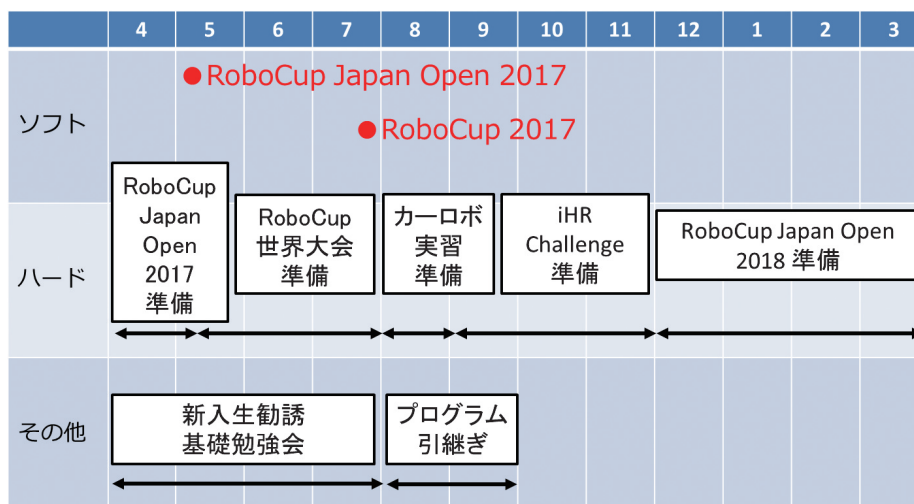 4 5 6 7 8 9 10 11 12 1 2 3
ソフト
●RoboCup Japan Open 2017
●RoboCup 2017
ハード
RoboCup
Japan
Open
2017
準備
RoboCup
世界大会
準備
カーロボ
実習
準備
iHR
Challenge
準備
RoboCup Japan Open
2018 準備
その他
新入生勧誘
基礎勉強会
プログラム
引継ぎ